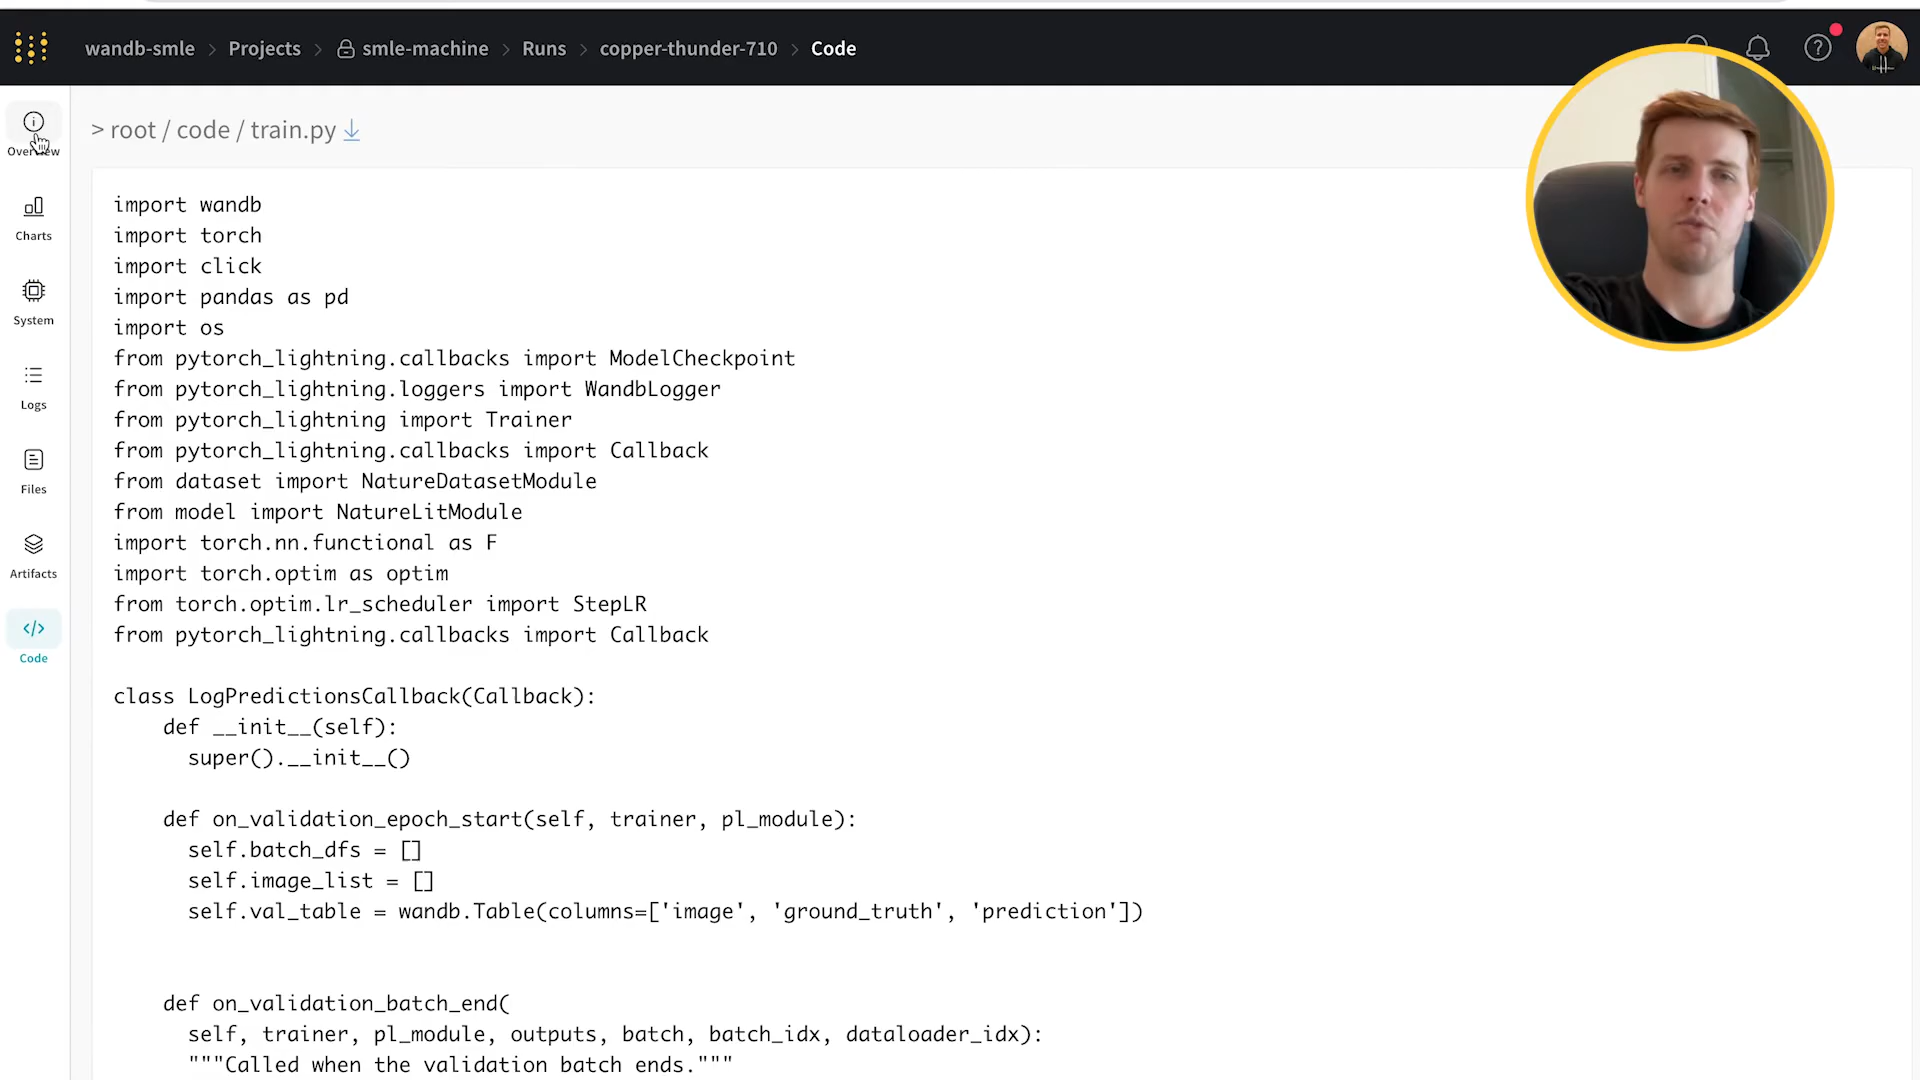 wandb-smle > Projects > smle-machine > Runs > copper-thunder-710 > Code
Overview
Charts
System
Logs
Files
Artifacts
</>
Code
> root / code / train.py
import wandb
import torch
import click
import pandas as pd
import os
from pytorch_lightning.callbacks import ModelCheckpoint
from pytorch_lightning.loggers import WandbLogger
from pytorch_lightning import Trainer
from pytorch_lightning.callbacks import Callback
from dataset import NatureDatasetModule
from model import NatureLitModule
import torch.nn.functional as F
import torch.optim as optim
from torch.optim.lr_scheduler import StepLR
from pytorch_lightning.callbacks import Callback
class LogPredictionsCallback(Callback):
def __init__(self):
super().__init__()
def on_validation_epoch_start(self, trainer, pl_module):
self.batch_dfs = []
self.image_list = []
self.val_table = wandb.Table(columns=['image', 'ground_truth', 'prediction'])
def on_validation_batch_end(
self, trainer, pl_module, outputs, batch, batch_idx, dataloader_idx):
"""Called when the validation batch ends."""